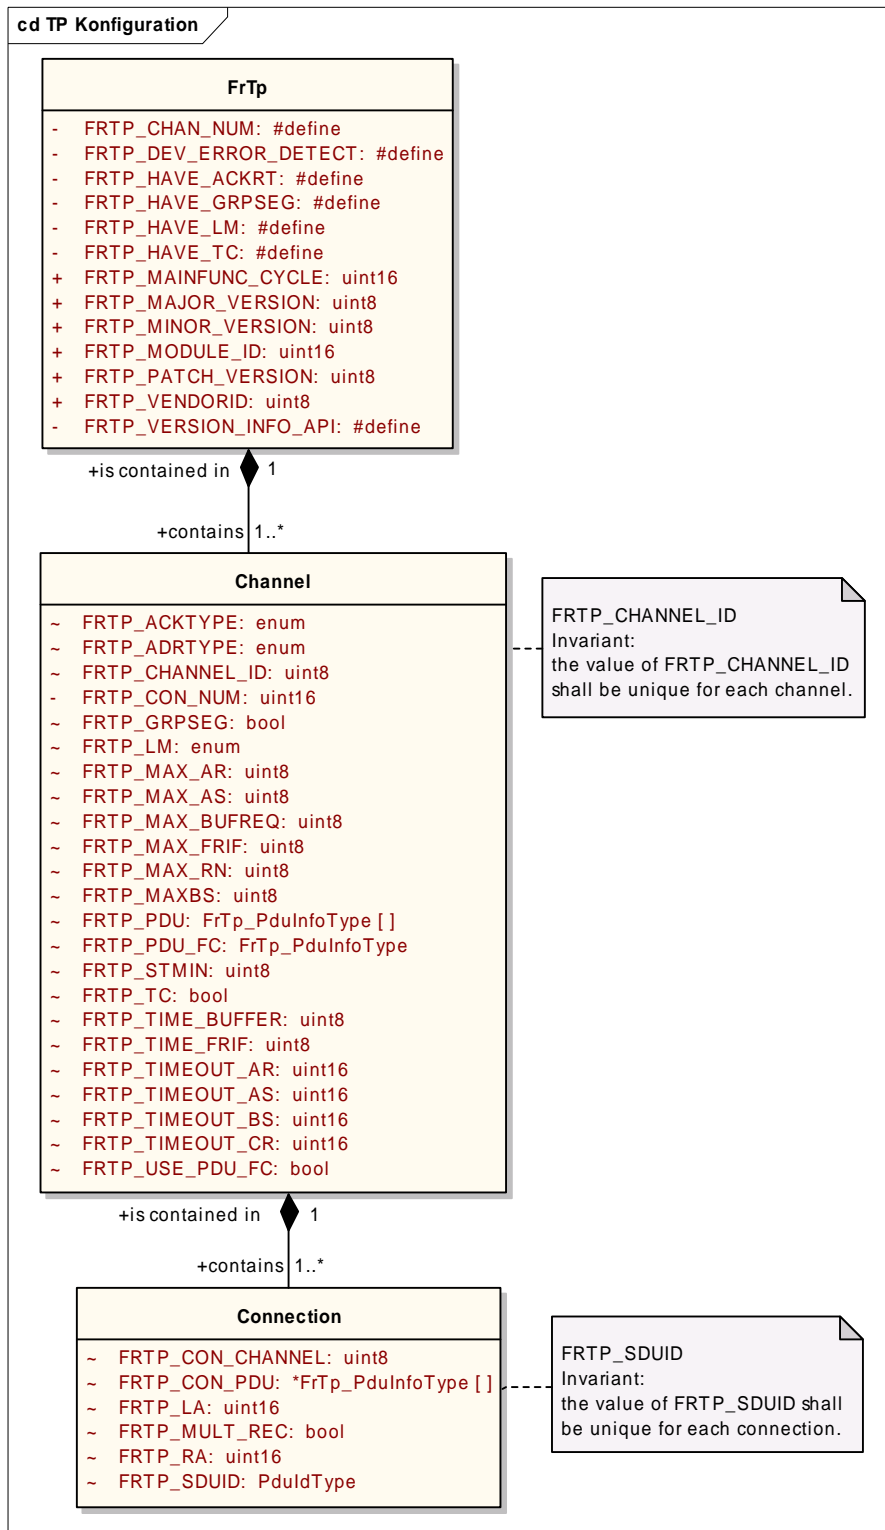 cd TP Konfiguration
FrTp
- FRTP_CHAN_NUM: #define
- FRTP_DEV_ERROR_DETECT: #define
- FRTP_HAVE_ACKRT: #define
- FRTP_HAVE_GRPSEG: #define
- FRTP_HAVE_LM: #define
- FRTP_HAVE_TC: #define
+ FRTP_MAINFUNC_CYCLE: uint16
+ FRTP_MAJOR_VERSION: uint8
+ FRTP_MINOR_VERSION: uint8
+ FRTP_MODULE_ID: uint16
+ FRTP_PATCH_VERSION: uint8
+ FRTP_VENDORID: uint8
- FRTP_VERSION_INFO_API: #define
+is contained in 1
+contains 1..*
Channel
~ FRTP_ACKTYPE: enum
~ FRTP_ADRTYPE: enum
~ FRTP_CHANNEL_ID: uint8
- FRTP_CON_NUM: uint16
~ FRTP_GRPSEG: bool
~ FRTP_LM: enum
~ FRTP_MAX_AR: uint8
~ FRTP_MAX_AS: uint8
~ FRTP_MAX_BUFREQ: uint8
~ FRTP_MAX_FRIF: uint8
~ FRTP_MAX_RN: uint8
~ FRTP_MAXBS: uint8
~ FRTP_PDU: FrTp_PduInfoType [ ]
~ FRTP_PDU_FC: FrTp_PduInfoType
~ FRTP_STMIN: uint8
~ FRTP_TC: bool
~ FRTP_TIME_BUFFER: uint8
~ FRTP_TIME_FRIF: uint8
~ FRTP_TIMEOUT_AR: uint16
~ FRTP_TIMEOUT_AS: uint16
~ FRTP_TIMEOUT_BS: uint16
~ FRTP_TIMEOUT_CR: uint16
~ FRTP_USE_PDU_FC: bool
FRTP_CHANNEL_ID
Invariant:
the value of FRTP_CHANNEL_ID
shall be unique for each channel.
+is contained in 1
+contains 1..*
Connection
~ FRTP_CON_CHANNEL: uint8
~ FRTP_CON_PDU: *FrTp_PduInfoType [ ]
~ FRTP_LA: uint16
~ FRTP_MULT_REC: bool
~ FRTP_RA: uint16
~ FRTP_SDUID: PduIdType
FRTP_SDUID
Invariant:
the value of FRTP_SDUID shall
be unique for each connection.